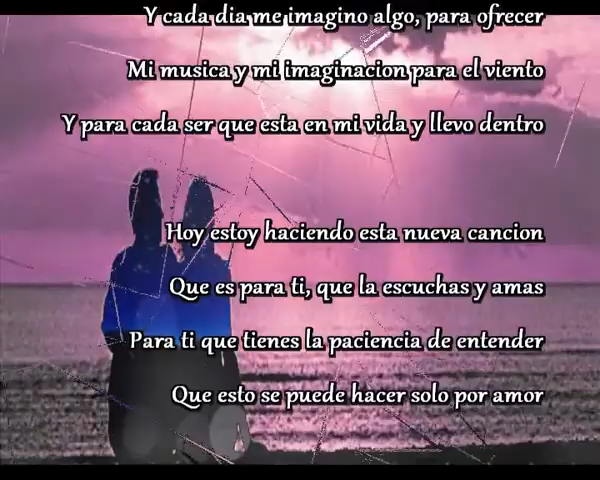 Y cada dia me imagino algo, para ofrecer
Mi musica y mi imaginacion para el viento
Y para cada ser que esta en mi vida y llevo dentro
Hoy estoy haciendo esta nueva cancion
Que es para ti, que la escuchas y amas
Para ti que tienes la paciencia de entender
Que esto se puede hacer solo por amor